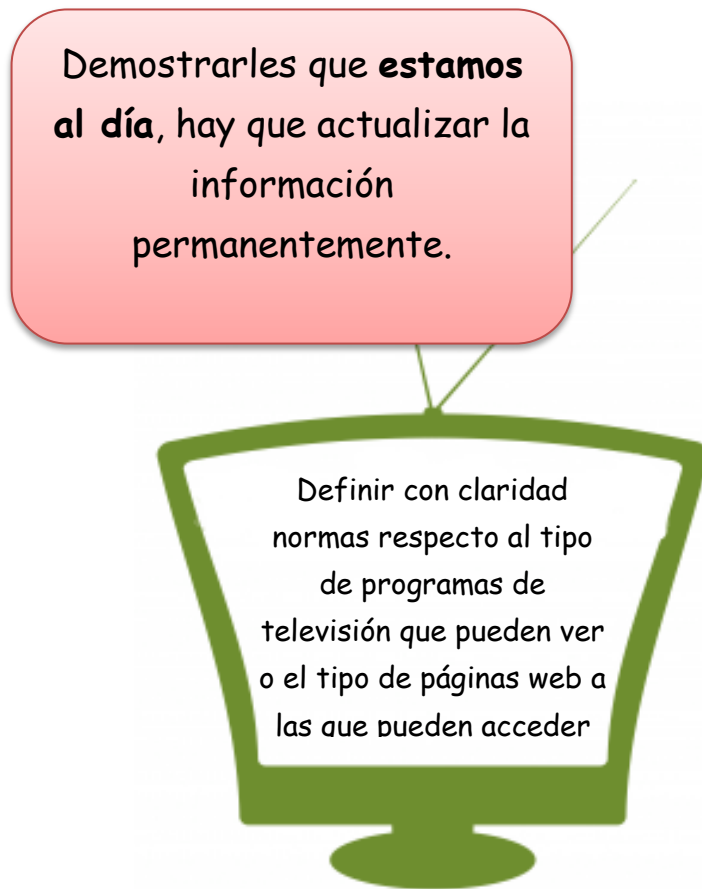 Demostrarles que estamos
al día, hay que actualizar la
información
permanentemente.
Definir con claridad
normas respecto al tipo
de programas de
televisión que pueden ver
o el tipo de páginas web a
las que pueden acceder